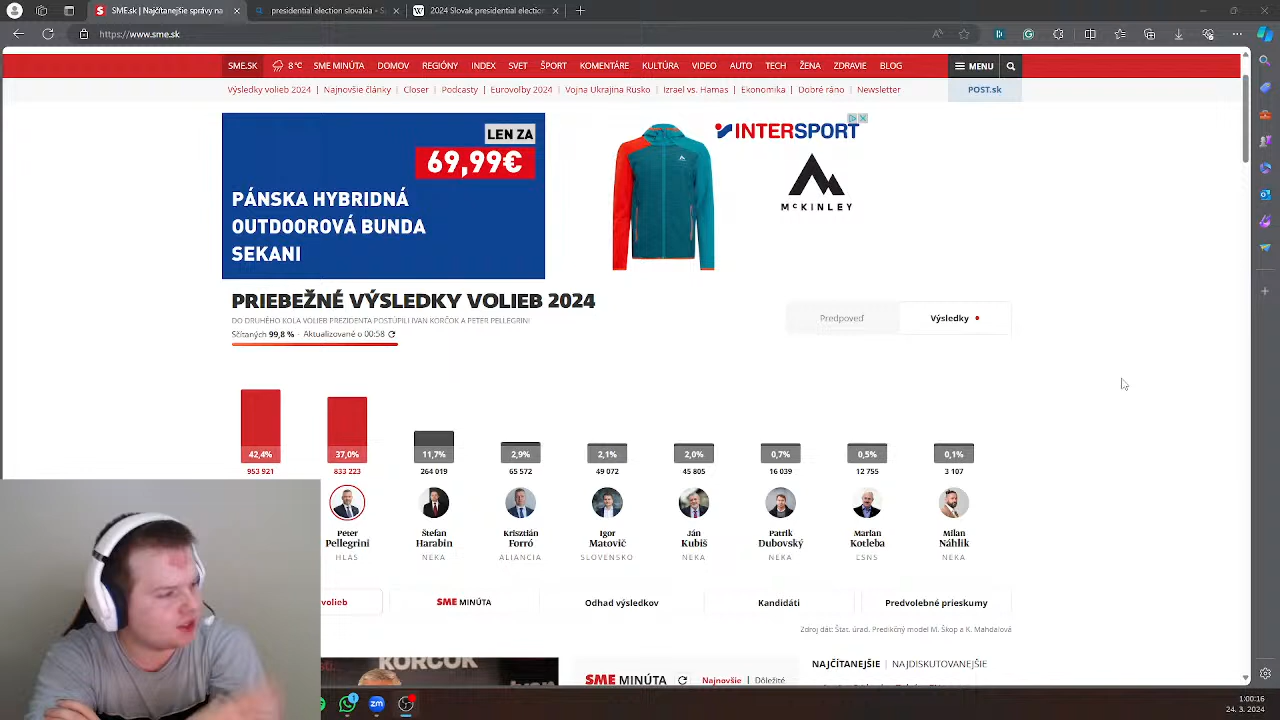 SME.sk | Najčítanejšie správy na
presidential election slovakia - S
2024 Slovak presidential election
https://www.sme.sk
SME.SK 8 °C SME MINÚTA DOMOV REGIÓNY INDEX SVET ŠPORT KOMENTÁRE KULTÚRA VIDEO AUTO TECH ŽENA ZDRAVIE BLOG MENU
Výsledky volieb 2024 | Najnovšie články | Closer | Podcasty | Eurovoľby 2024 | Vojna Ukrajina Rusko | Izrael vs. Hamas | Ekonomika | Dobré ráno | Newsletter POST.sk
LEN ZA
69,99€
PÁNSKA HYBRIDNÁ
OUTDOOROVÁ BUNDA
SEKANI
INTERSPORT
McKINLEY
PRIEBEŽNÉ VÝSLEDKY VOLIEB 2024
DO DRUHÉHO KOLA VOLIEB PREZIDENTA POSTÚPILI IVAN KORČOK A PETER PELLEGRINI
Sčítaných 99,8 % · Aktualizované o 00:58
Predpoveď Výsledky
42,4% 37,0% 11,7% 2,9% 2,1% 2,0% 0,7% 0,5% 0,1%
953 921 833 223 264 019 65 572 49 072 45 805 16 039 12 755 3 107
Peter Štefan Krisztián Igor Ján Patrik Marian Milan
Pellegrini Harabin Forró Matovič Kubiš Dubovský Kotleba Náhlik
HLAS NEKA ALIANCIA SLOVENSKO NEKA NEKA ĽSNS NEKA
volieb SME MINÚTA Odhad výsledkov Kandidáti Predvolebné prieskumy
Zdroj dát: Štat. úrad. Predikčný model M. Škop a K. Mahdalová
KORČOK
SME MINÚTA Najnovšie | Dôležité
NAJČÍTANEJŠIE | NAJDISKUTOVANEJŠIE
zm
1:00:16
24. 3. 2024